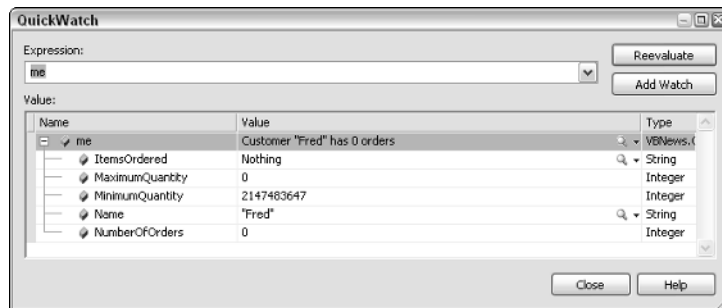 QuickWatch
Expression:
Reevaluate
me
Add Watch
Value:
Name Value Type
me Customer "Fred" has 0 orders VBNews.
ItemsOrdered Nothing String
MaximumQuantity 0 Integer
MinimumQuantity 2147483647 Integer
Name "Fred" String
NumberOfOrders 0 Integer
Close Help